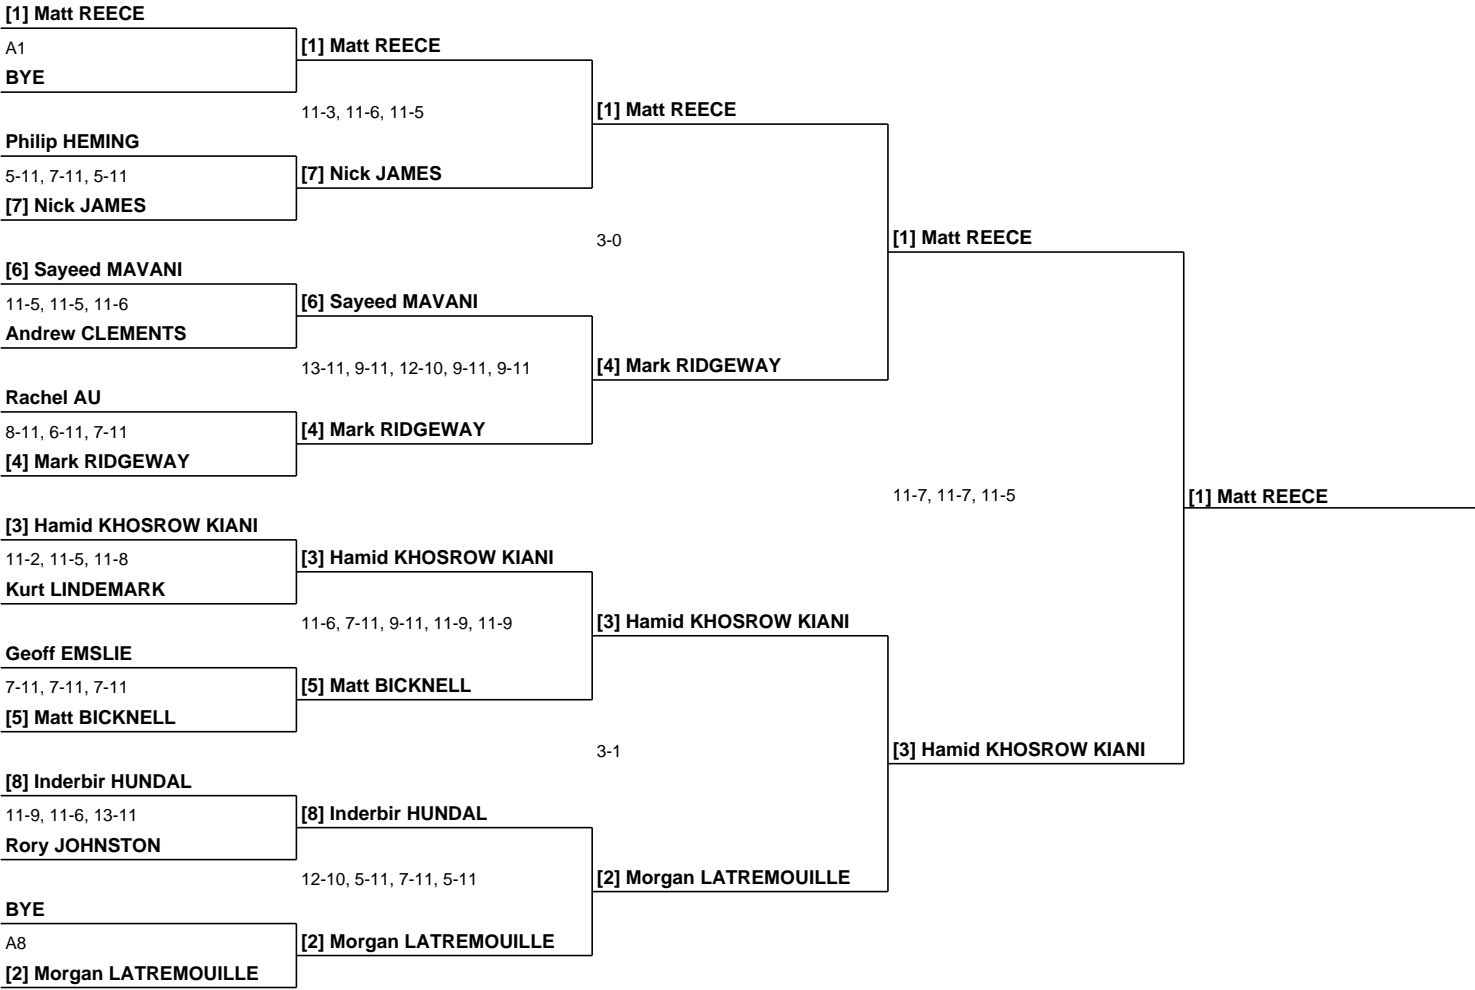 [1] Matt REECE
A1
BYE
[1] Matt REECE
11-3, 11-6, 11-5
Philip HEMING
5-11, 7-11, 5-11
[7] Nick JAMES
[7] Nick JAMES
[1] Matt REECE
3-0
[6] Sayeed MAVANI
11-5, 11-5, 11-6
Andrew CLEMENTS
[6] Sayeed MAVANI
13-11, 9-11, 12-10, 9-11, 9-11
Rachel AU
8-11, 6-11, 7-11
[4] Mark RIDGEWAY
[4] Mark RIDGEWAY
[4] Mark RIDGEWAY
[1] Matt REECE
11-7, 11-7, 11-5
[1] Matt REECE
[3] Hamid KHOSROW KIANI
11-2, 11-5, 11-8
Kurt LINDEMARK
[3] Hamid KHOSROW KIANI
11-6, 7-11, 9-11, 11-9, 11-9
Geoff EMSLIE
7-11, 7-11, 7-11
[5] Matt BICKNELL
[5] Matt BICKNELL
[3] Hamid KHOSROW KIANI
3-1
[3] Hamid KHOSROW KIANI
[8] Inderbir HUNDAL
11-9, 11-6, 13-11
Rory JOHNSTON
[8] Inderbir HUNDAL
12-10, 5-11, 7-11, 5-11
BYE
A8
[2] Morgan LATREMOUILLE
[2] Morgan LATREMOUILLE
[2] Morgan LATREMOUILLE